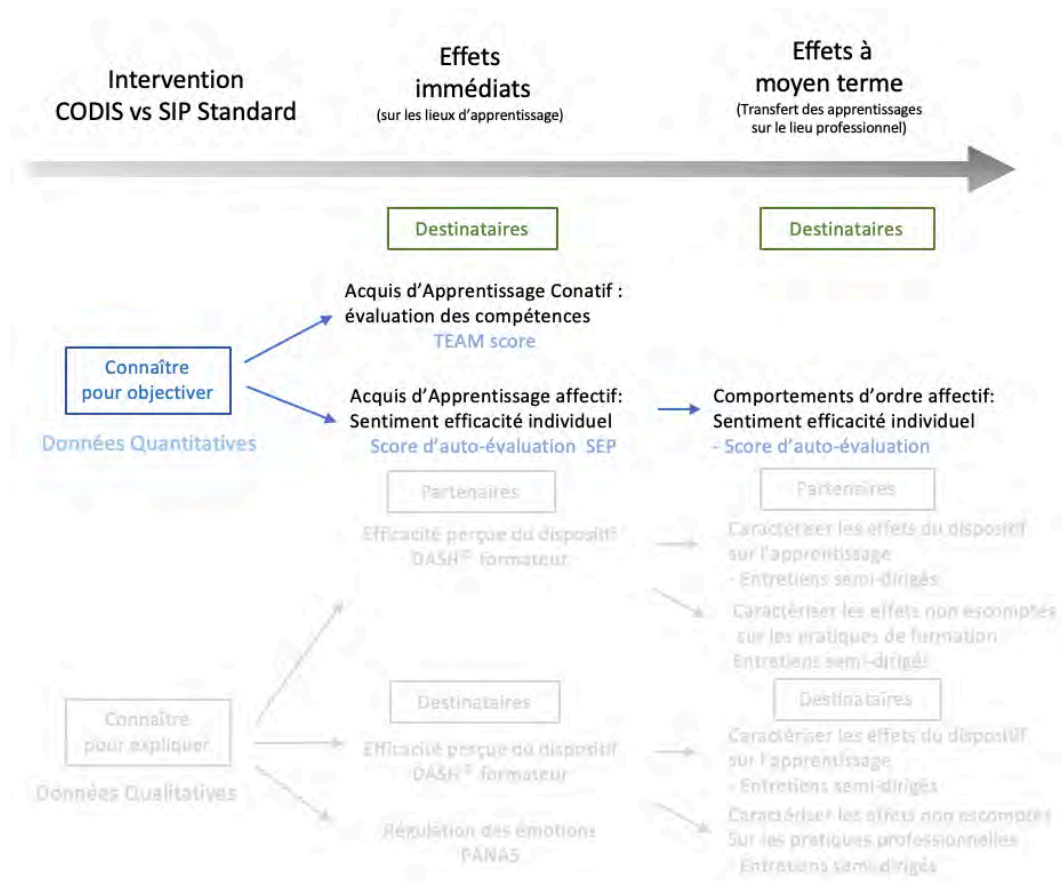 Intervention
CODIS vs SIP Standard
Effets
immédiats
(sur les lieux d'apprentissage)
Effets à
moyen terme
(Transfert des apprentissages
sur le lieu professionnel)
Destinataires
Destinataires
Acquis d'Apprentissage Conatif :
évaluation des compétences
TEAM score
Connaître
pour objectiver
Données Quantitatives
Acquis d'Apprentissage affectif:
Sentiment efficacité individuel
Score d'auto-évaluation SEP
Comportements d'ordre affectif:
Sentiment efficacité individuel
- Score d'auto-évaluation
Partenaires
Efficacité perçue du dispositif
DASH© formateur
Partenaires
Caractériser les effets du dispositif
sur l'apprentissage
- Entretiens semi-dirigés
Caractériser les effets non escomptés
sur les pratiques de formation
Entretiens semi-dirigés
Connaître
pour expliquer
Données Qualitatives
Destinataires
Efficacité perçue du dispositif
DASH© formateur
Régulation des émotions
PANAS
Destinataires
Caractériser les effets du dispositif
sur l'apprentissage
- Entretiens semi-dirigés
Caractériser les effets non escomptés
Sur les pratiques professionnelles
- Entretiens semi-dirigés